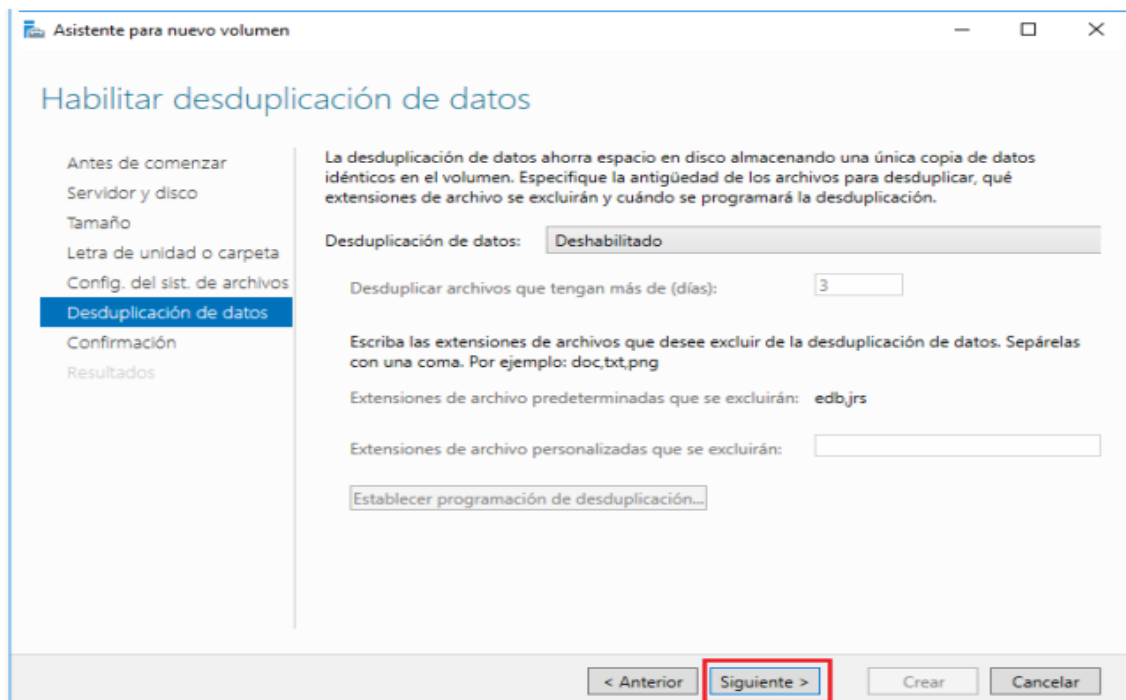 Asistente para nuevo volumen
Habilitar desduplicación de datos
Antes de comenzar
Servidor y disco
Tamaño
Letra de unidad o carpeta
Config. del sist. de archivos
Desduplicación de datos
Confirmación
Resultados
La desduplicación de datos ahorra espacio en disco almacenando una única copia de datos
idénticos en el volumen. Especifique la antigüedad de los archivos para desduplicar, qué
extensiones de archivo se excluirán y cuándo se programará la desduplicación.
Desduplicación de datos: Deshabilitado
Desduplicar archivos que tengan más de (días): 3
Escriba las extensiones de archivos que desee excluir de la desduplicación de datos. Sepárelas
con una coma. Por ejemplo: doc,txt,png
Extensiones de archivo predeterminadas que se excluirán: edb,jrs
Extensiones de archivo personalizadas que se excluirán:
Establecer programación de desduplicación...
< Anterior Siguiente > Crear Cancelar